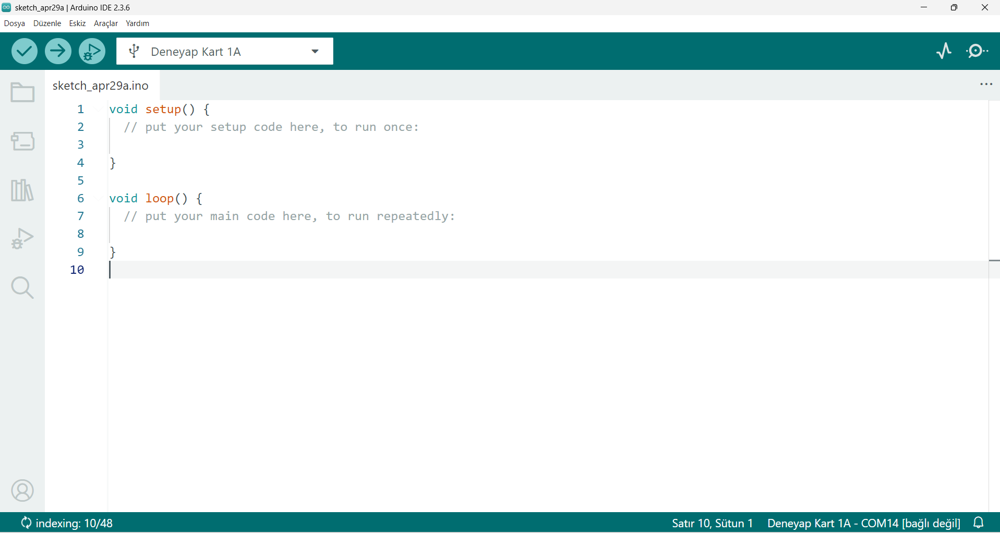 sketch_apr29a | Arduino IDE 2.3.6
Dosya Düzenle Eskiz Araçlar Yardım
Deneyap Kart 1A
sketch_apr29a.ino
1 void setup() {
2 // put your setup code here, to run once:
3
4 }
5
6 void loop() {
7 // put your main code here, to run repeatedly:
8
9 }
10
indexing: 10/48 Satır 10, Sütun 1 Deneyap Kart 1A - COM14 [bağlı değil]